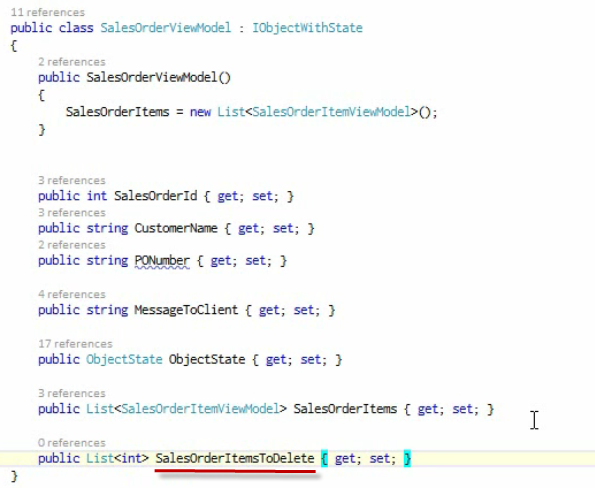 11 references
public class SalesOrderViewModel : IObjectWithState
{
2 references
public SalesOrderViewModel()
{
SalesOrderItems = new List<SalesOrderItemViewModel>();
}
3 references
public int SalesOrderId { get; set; }
3 references
public string CustomerName { get; set; }
2 references
public string PONumber { get; set; }
4 references
public string MessageToClient { get; set; }
17 references
public ObjectState ObjectState { get; set; }
3 references
public List<SalesOrderItemViewModel> SalesOrderItems { get; set; }
0 references
public List<int> SalesOrderItemsToDelete { get; set; }
}